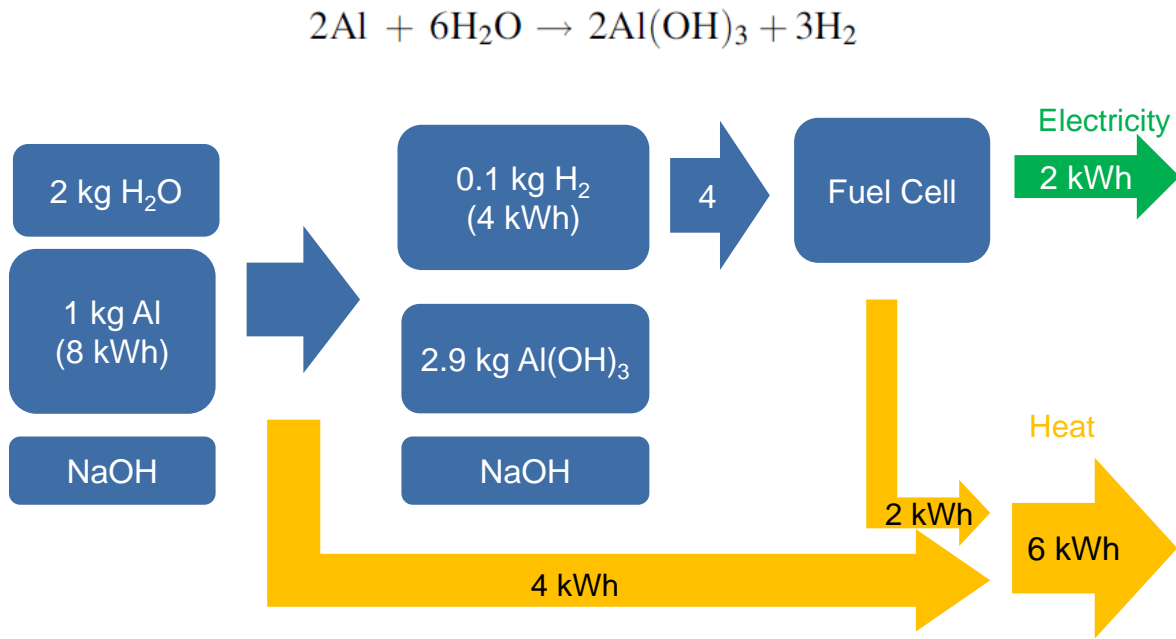 2Al + 6H₂O → 2Al(OH)₃ + 3H₂
2 kg H₂O
1 kg Al
(8 kWh)
NaOH
0.1 kg H₂
(4 kWh)
2.9 kg Al(OH)₃
NaOH
4
Fuel Cell
Electricity
2 kWh
Heat
2 kWh
6 kWh
4 kWh